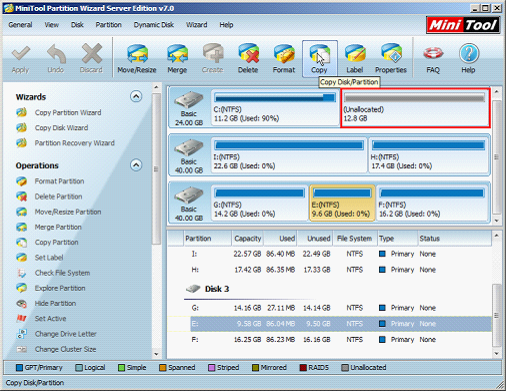 MiniTool Partition Wizard Server Edition v7.0
General View Disk Partition Dynamic Disk Wizard Help
Mini Tool
Apply Undo Discard Move/Resize Merge Create Delete Format Copy Label Properties FAQ Help
Copy Disk/Partition
Wizards
Copy Partition Wizard
Copy Disk Wizard
Partition Recovery Wizard
Operations
Format Partition
Delete Partition
Move/Resize Partition
Merge Partition
Copy Partition
Set Label
Check File System
Explore Partition
Hide Partition
Set Active
Change Drive Letter
Change Cluster Size
Basic
24.00 GB
C:(NTFS)
11.2 GB (Used: 90%)
(Unallocated)
12.8 GB
Basic
40.00 GB
I:(NTFS)
22.6 GB (Used: 0%)
H:(NTFS)
17.4 GB (Used: 0%)
Basic
40.00 GB
G:(NTFS)
14.2 GB (Used: 0%)
E:(NTFS)
9.6 GB (Used: 0%)
F:(NTFS)
16.2 GB (Used: 0%)
Partition Capacity Used Unused File System Type Status
I: 22.57 GB 86.40 MB 22.49 GB NTFS Primary None
H: 17.42 GB 86.35 MB 17.33 GB NTFS Primary None
Disk 3
G: 14.16 GB 27.11 MB 14.14 GB NTFS Primary None
E: 9.58 GB 86.04 MB 9.50 GB NTFS Primary None
F: 16.25 GB 86.23 MB 16.16 GB NTFS Primary None
GPT/Primary Logical Simple Spanned Striped Mirrored RAID5 Unallocated
Copy Disk/Partition